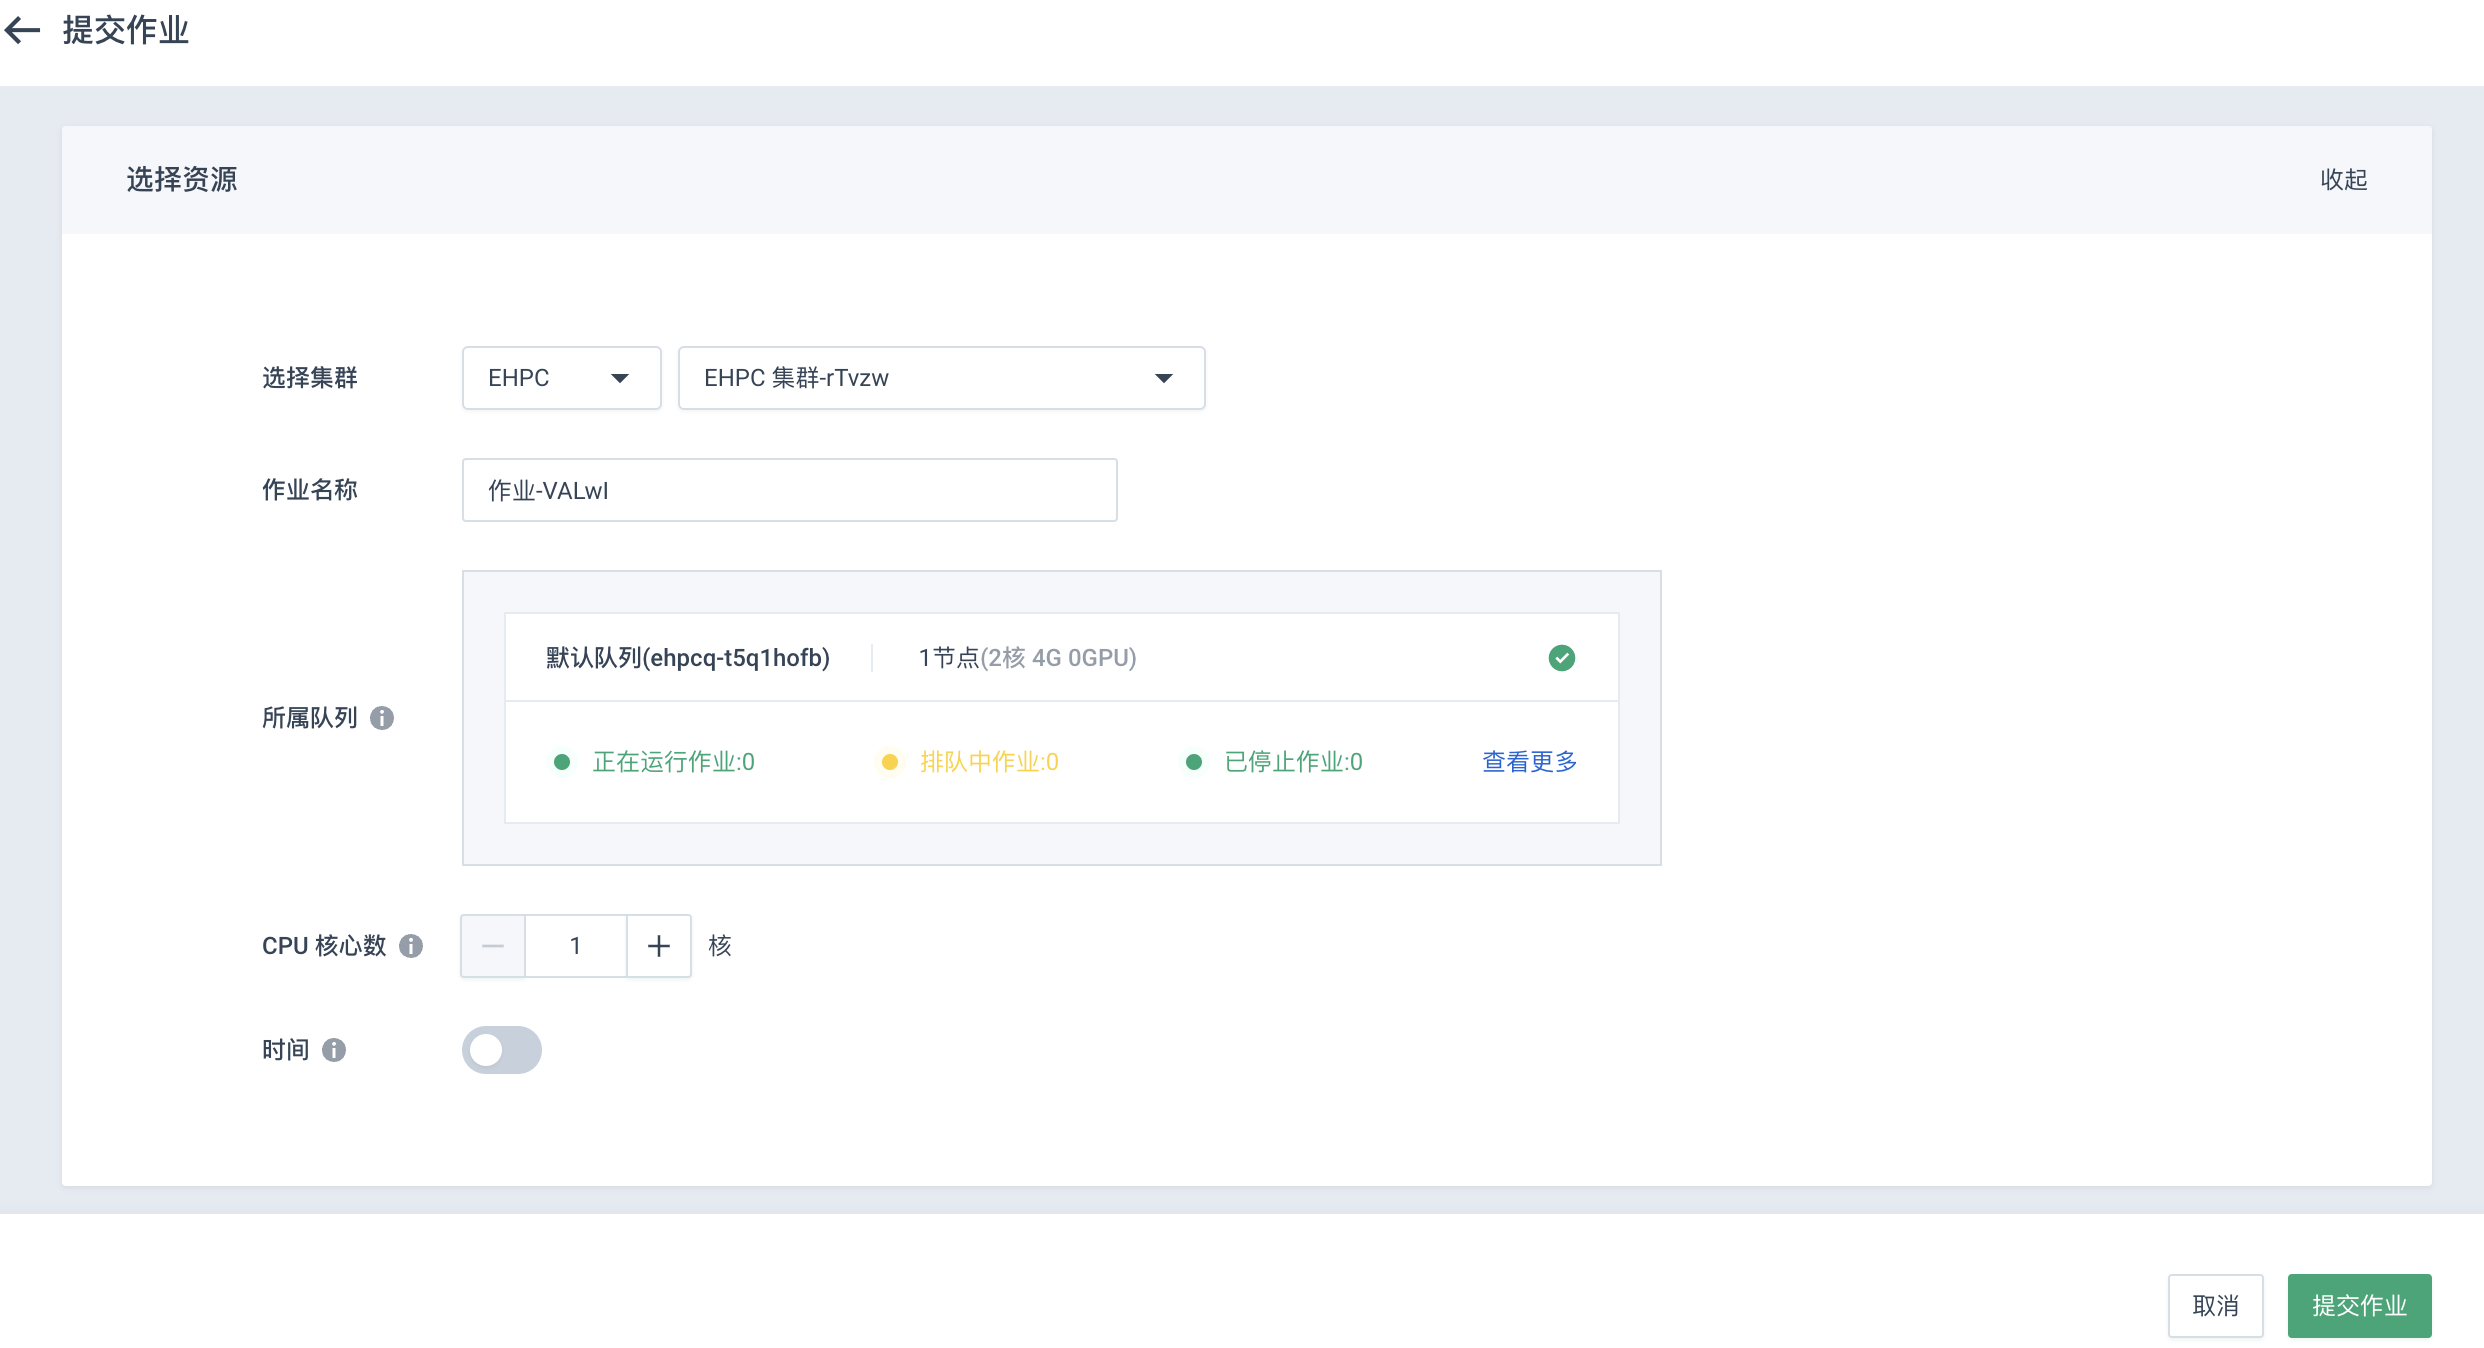 提交作业
选择资源
收起
选择集群
EHPC
EHPC 集群-rTvzw
作业名称
作业-VALwI
所属队列
默认队列(ehpcq-t5q1hofb)
1节点(2核 4G 0GPU)
正在运行作业:0
排队中作业:0
已停止作业:0
查看更多
CPU 核心数
1
核
时间
取消
提交作业